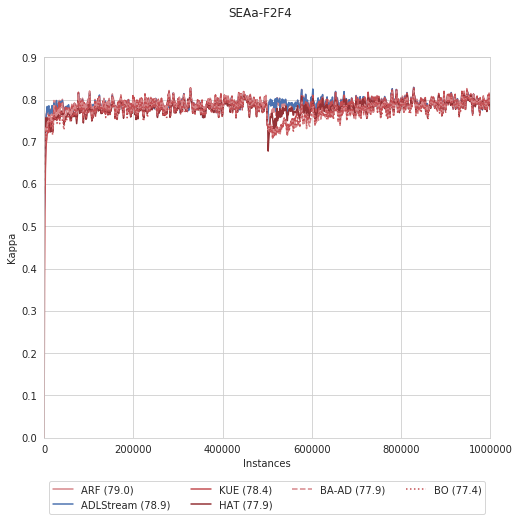 SEAa-F2F4
0.9
0.8
0.7
0.6
0.5
0.4
0.3
0.2
0.1
0.0
Kappa
0 200000 400000 600000 800000 1000000
Instances
ARF (79.0) KUE (78.4) BA-AD (77.9) BO (77.4)
ADLStream (78.9) HAT (77.9)